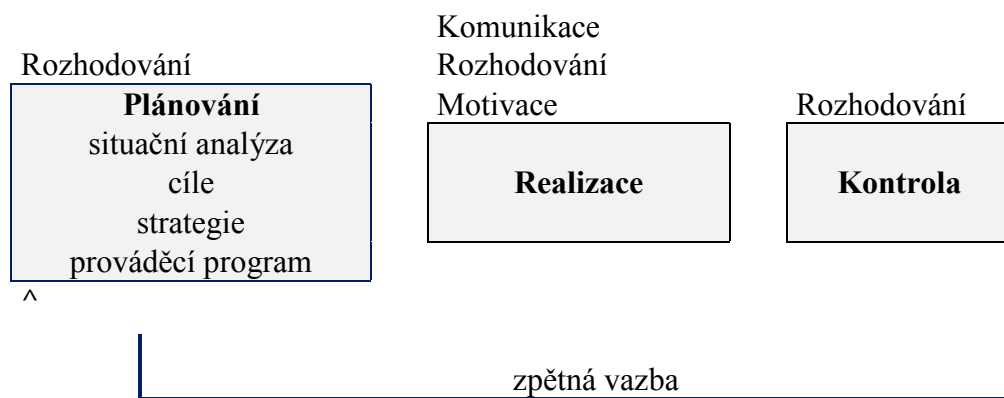 Rozhodování
Plánování
situační analýza
cíle
strategie
prováděcí program
^
Komunikace
Rozhodování
Motivace
Realizace
Rozhodování
Kontrola
zpětná vazba